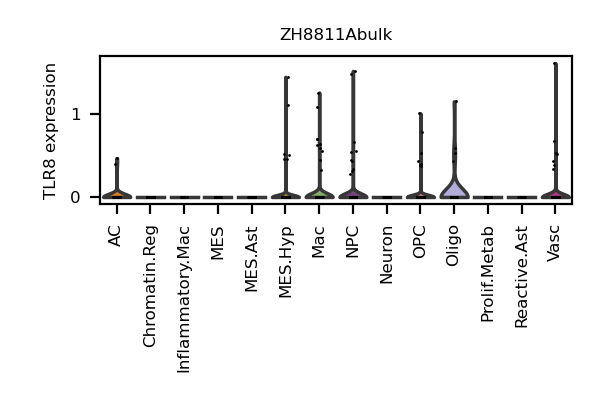 ZH8811Abulk
TLR8 expression
1
0
AC
Chromatin.Reg
Inflammatory.Mac
MES
MES.Ast
MES.Hyp
Mac
NPC
Neuron
OPC
Oligo
Prolif.Metab
Reactive.Ast
Vasc